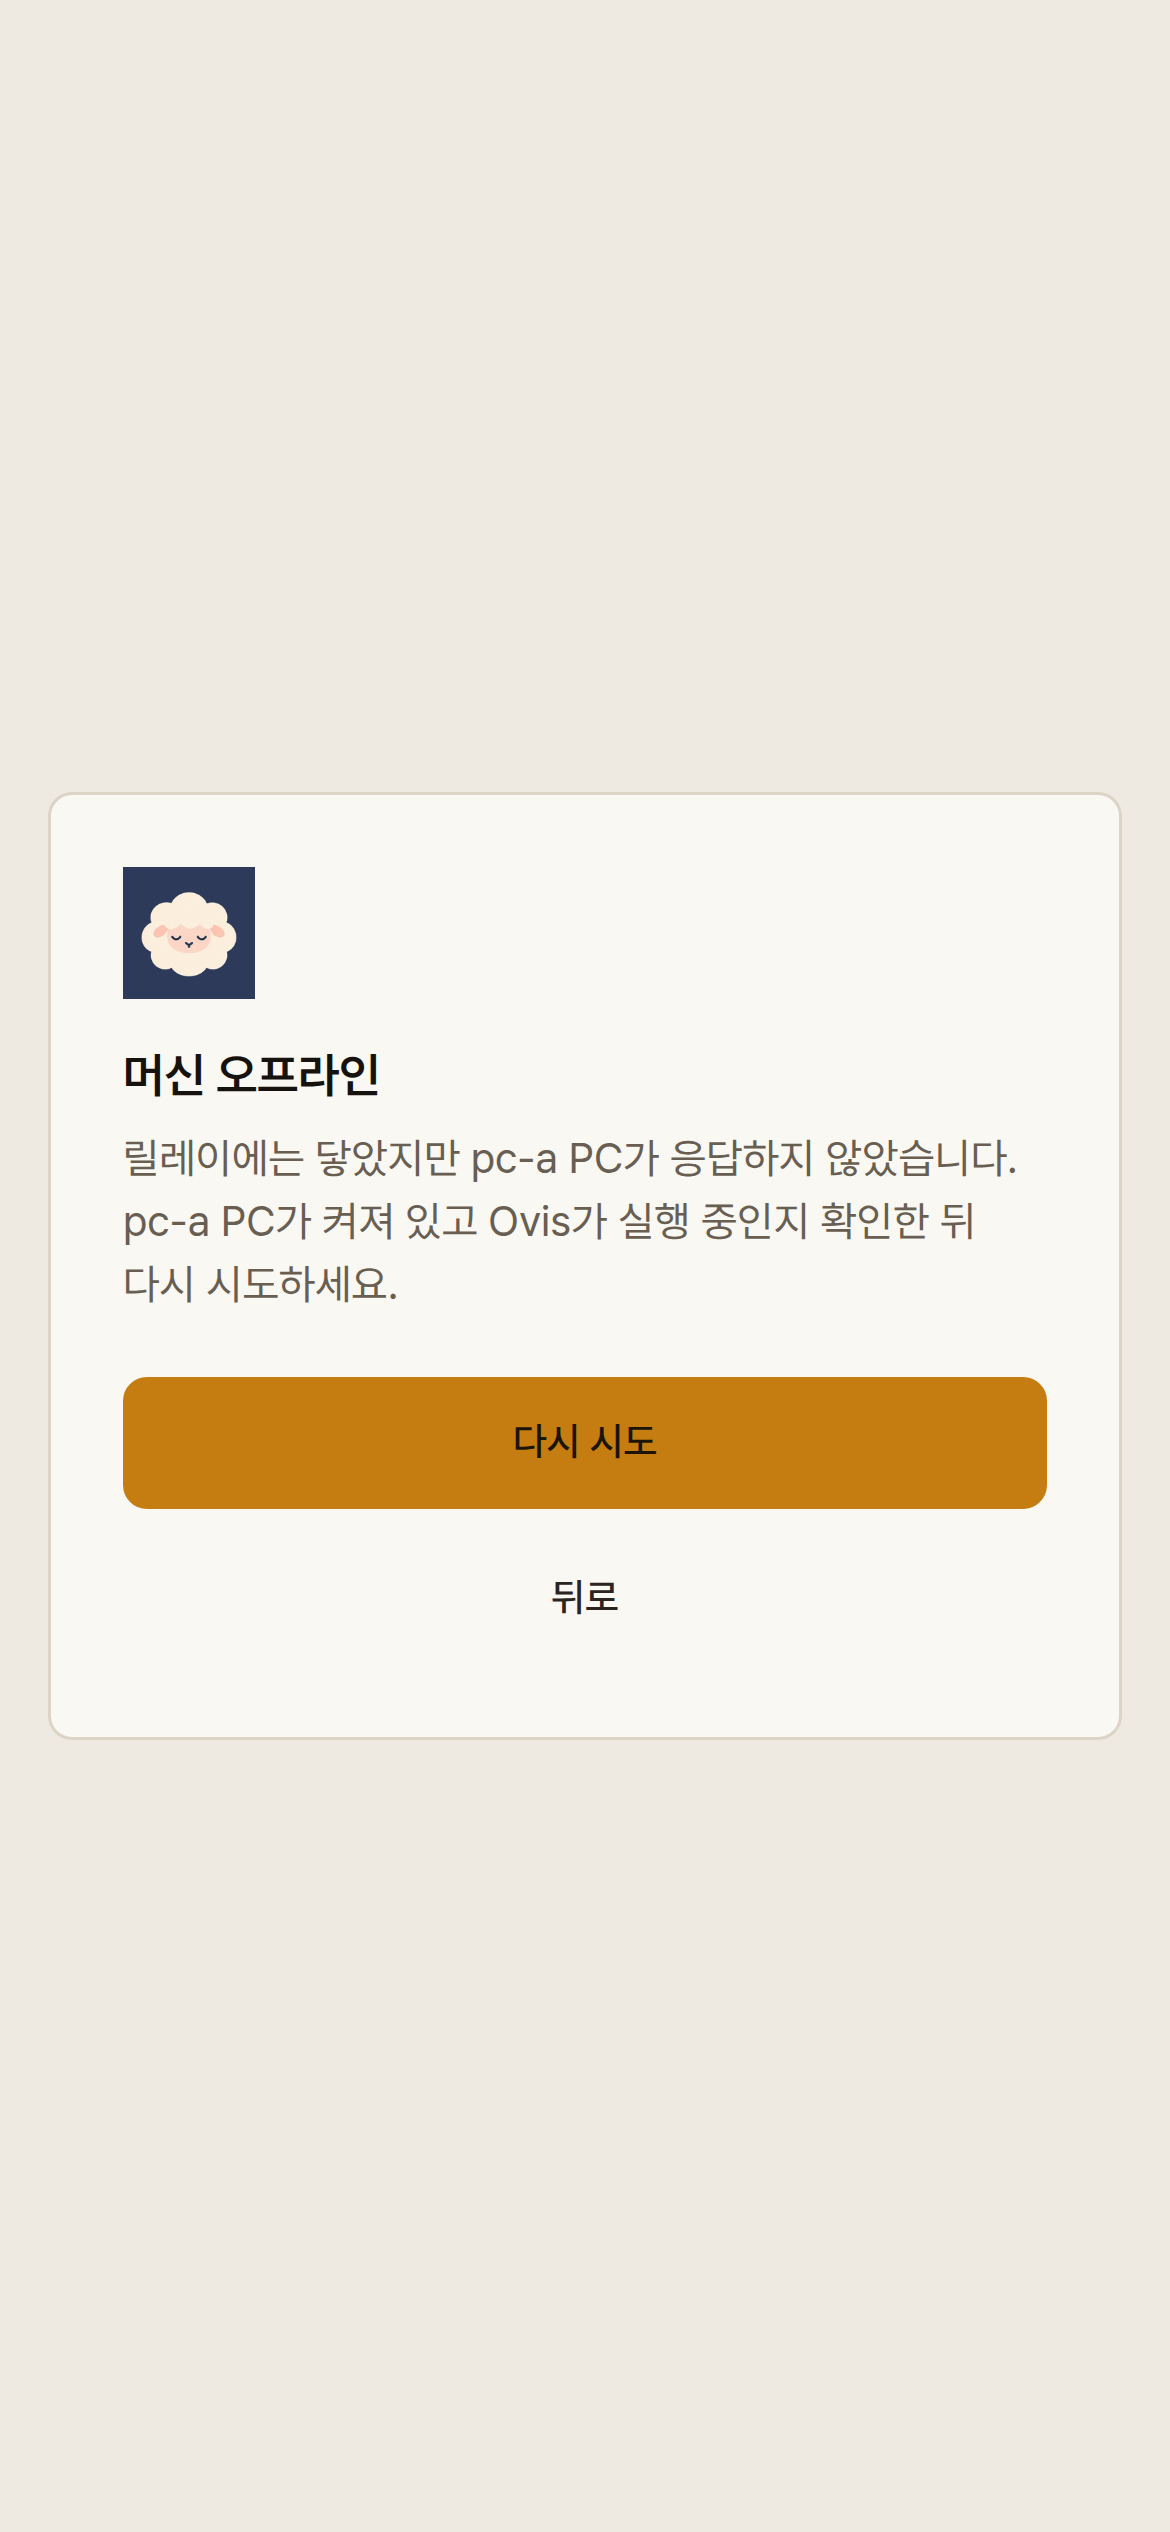 머신 오프라인
릴레이에는 닿았지만 pc-a PC가 응답하지 않았습니다.
pc-a PC가 켜져 있고 Ovis가 실행 중인지 확인한 뒤
다시 시도하세요.
다시 시도
뒤로